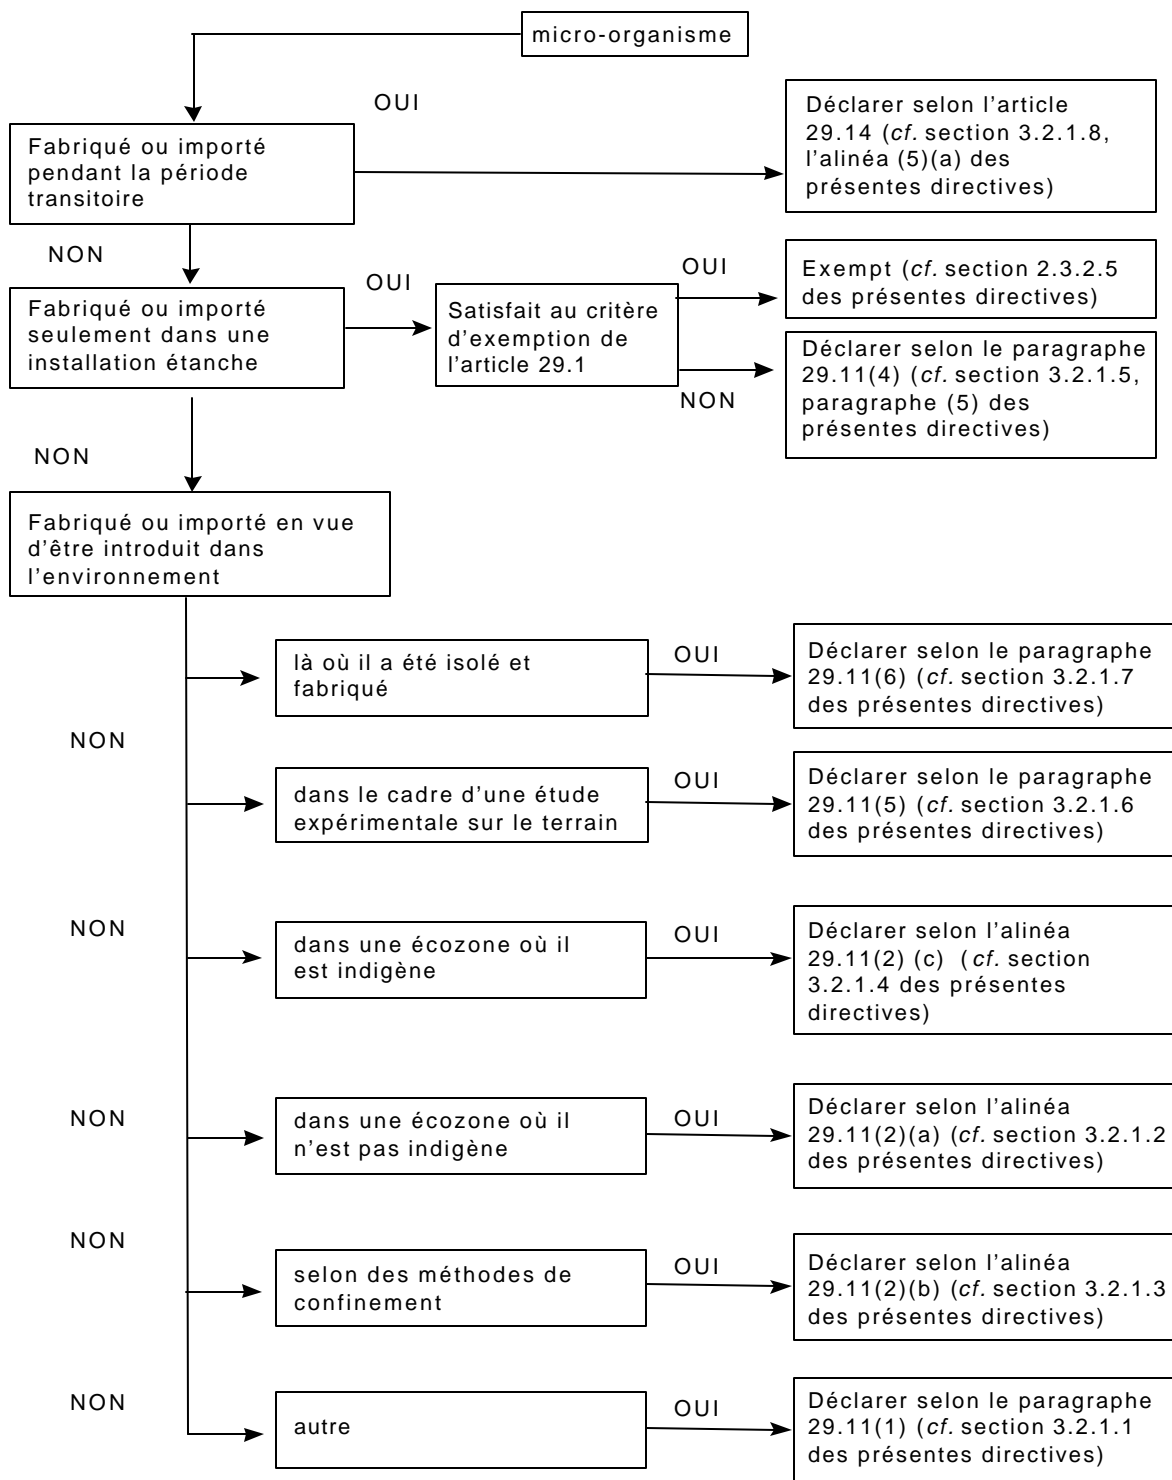 micro-organisme
OUI
Fabriqué ou importé
pendant la période
transitoire
Déclarer selon l'article
29.14 (cf. section 3.2.1.8,
l'alinéa (5)(a) des
présentes directives)
NON
Fabriqué ou importé
seulement dans une
installation étanche
OUI
Satisfait au critère
d'exemption de
l'article 29.1
OUI
Exempt (cf. section 2.3.2.5
des présentes directives)
NON
Déclarer selon le paragraphe
29.11(4) (cf. section 3.2.1.5,
paragraphe (5) des
présentes directives)
NON
Fabriqué ou importé en vue
d'être introduit dans
l'environnement
là où il a été isolé et
fabriqué
OUI
Déclarer selon le paragraphe
29.11(6) (cf. section 3.2.1.7
des présentes directives)
NON
dans le cadre d'une étude
expérimentale sur le terrain
OUI
Déclarer selon le paragraphe
29.11(5) (cf. section 3.2.1.6
des présentes directives)
NON
dans une écozone où il
est indigène
OUI
Déclarer selon l'alinéa
29.11(2) (c) (cf. section
3.2.1.4 des présentes
directives)
NON
dans une écozone où il
n'est pas indigène
OUI
Déclarer selon l'alinéa
29.11(2)(a) (cf. section 3.2.1.2
des présentes directives)
NON
selon des méthodes de
confinement
OUI
Déclarer selon l'alinéa
29.11(2)(b) (cf. section 3.2.1.3
des présentes directives)
NON
autre
OUI
Déclarer selon le paragraphe
29.11(1) (cf. section 3.2.1.1
des présentes directives)